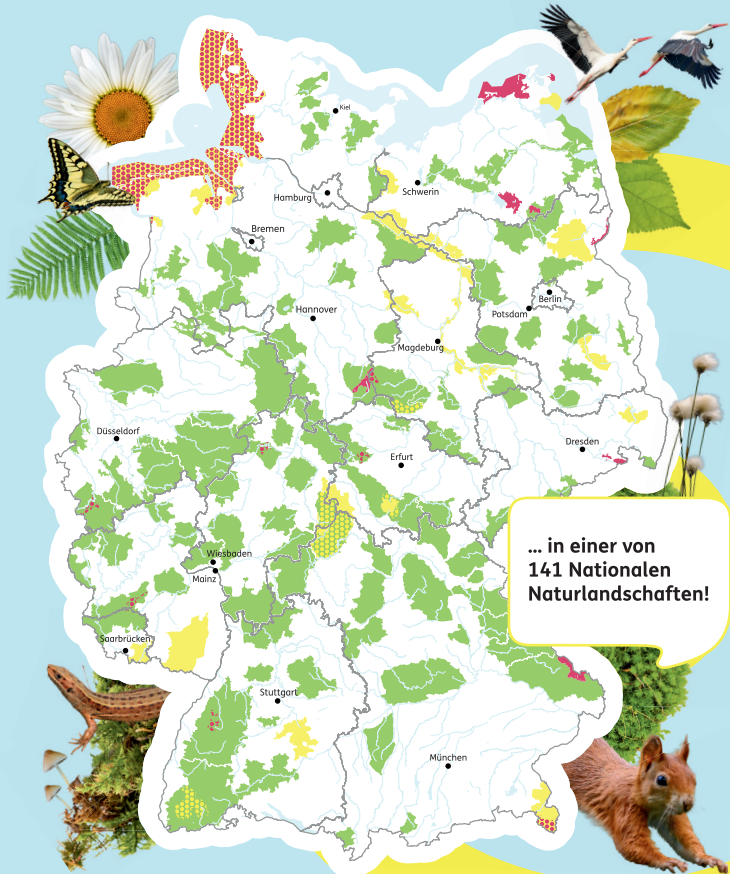 Kiel
Schwerin
Hamburg
Bremen
Berlin
Potsdam
Hannover
Magdeburg
Düsseldorf
Dresden
Erfurt
Wiesbaden
Mainz
Saarbrücken
Stuttgart
München
... in einer von
141 Nationalen
Naturlandschaften!